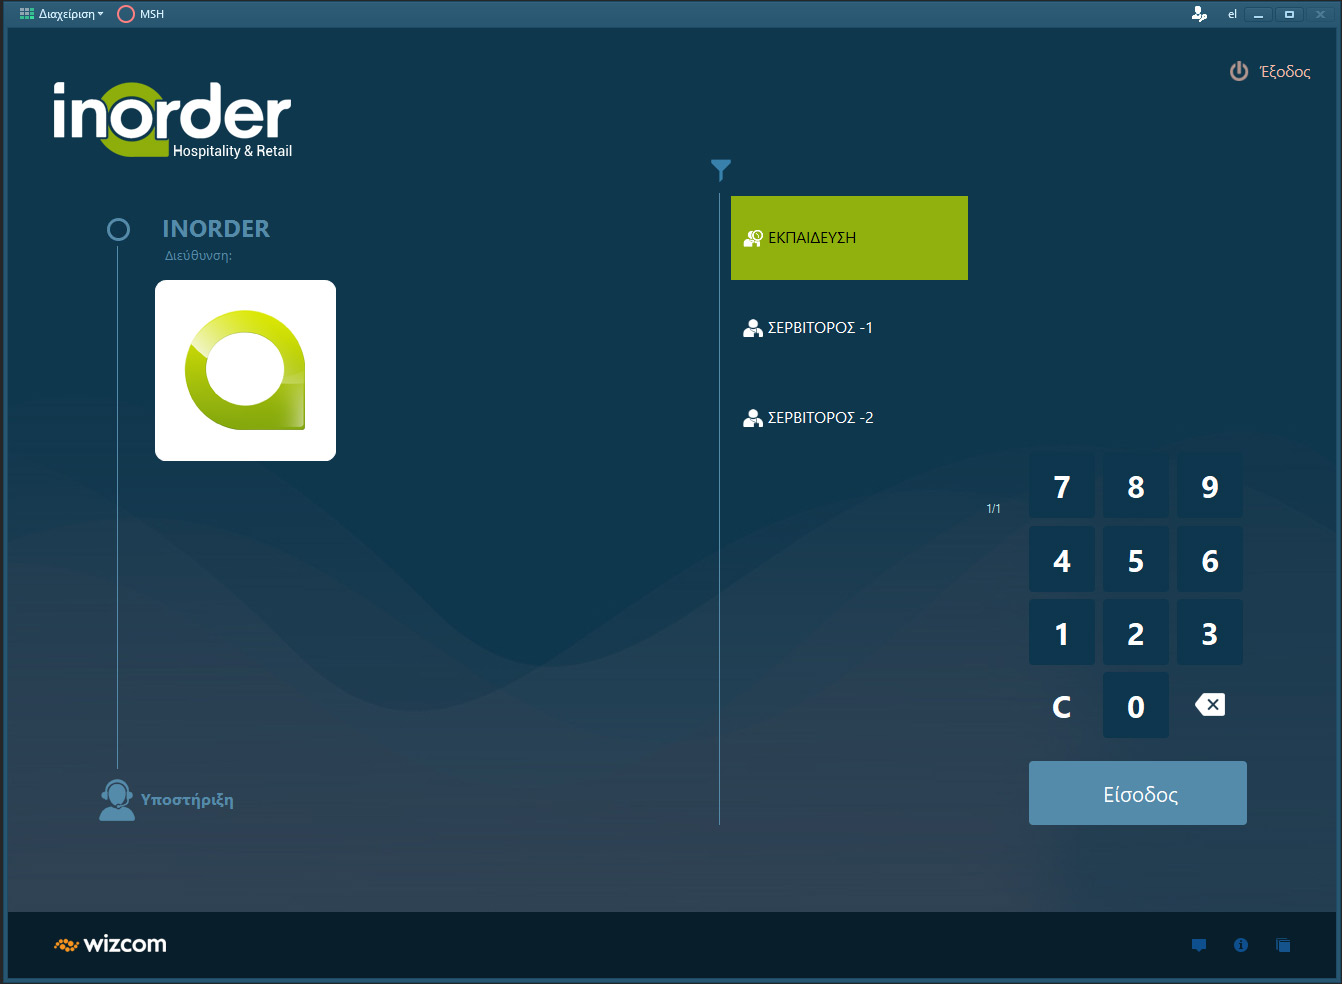 Διαχείριση
MSH
el
Έξοδος
inorder
Hospitality & Retail
INORDER
Διεύθυνση:
ΕΚΠΑΙΔΕΥΣΗ
ΣΕΡΒΙΤΟΡΟΣ -1
ΣΕΡΒΙΤΟΡΟΣ -2
1/1
7 8 9
4 5 6
1 2 3
C 0
Είσοδος
Υποστήριξη
wizcom